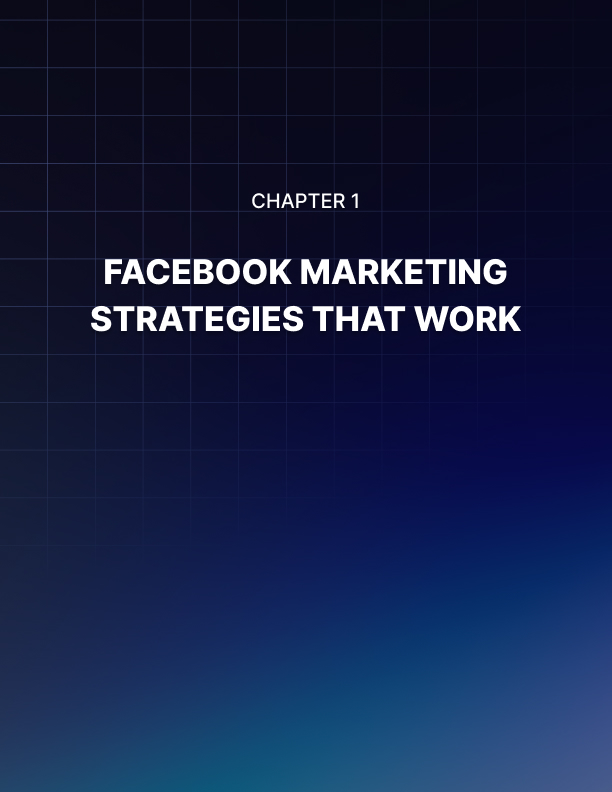 CHAPTER 1
FACEBOOK MARKETING
STRATEGIES THAT WORK